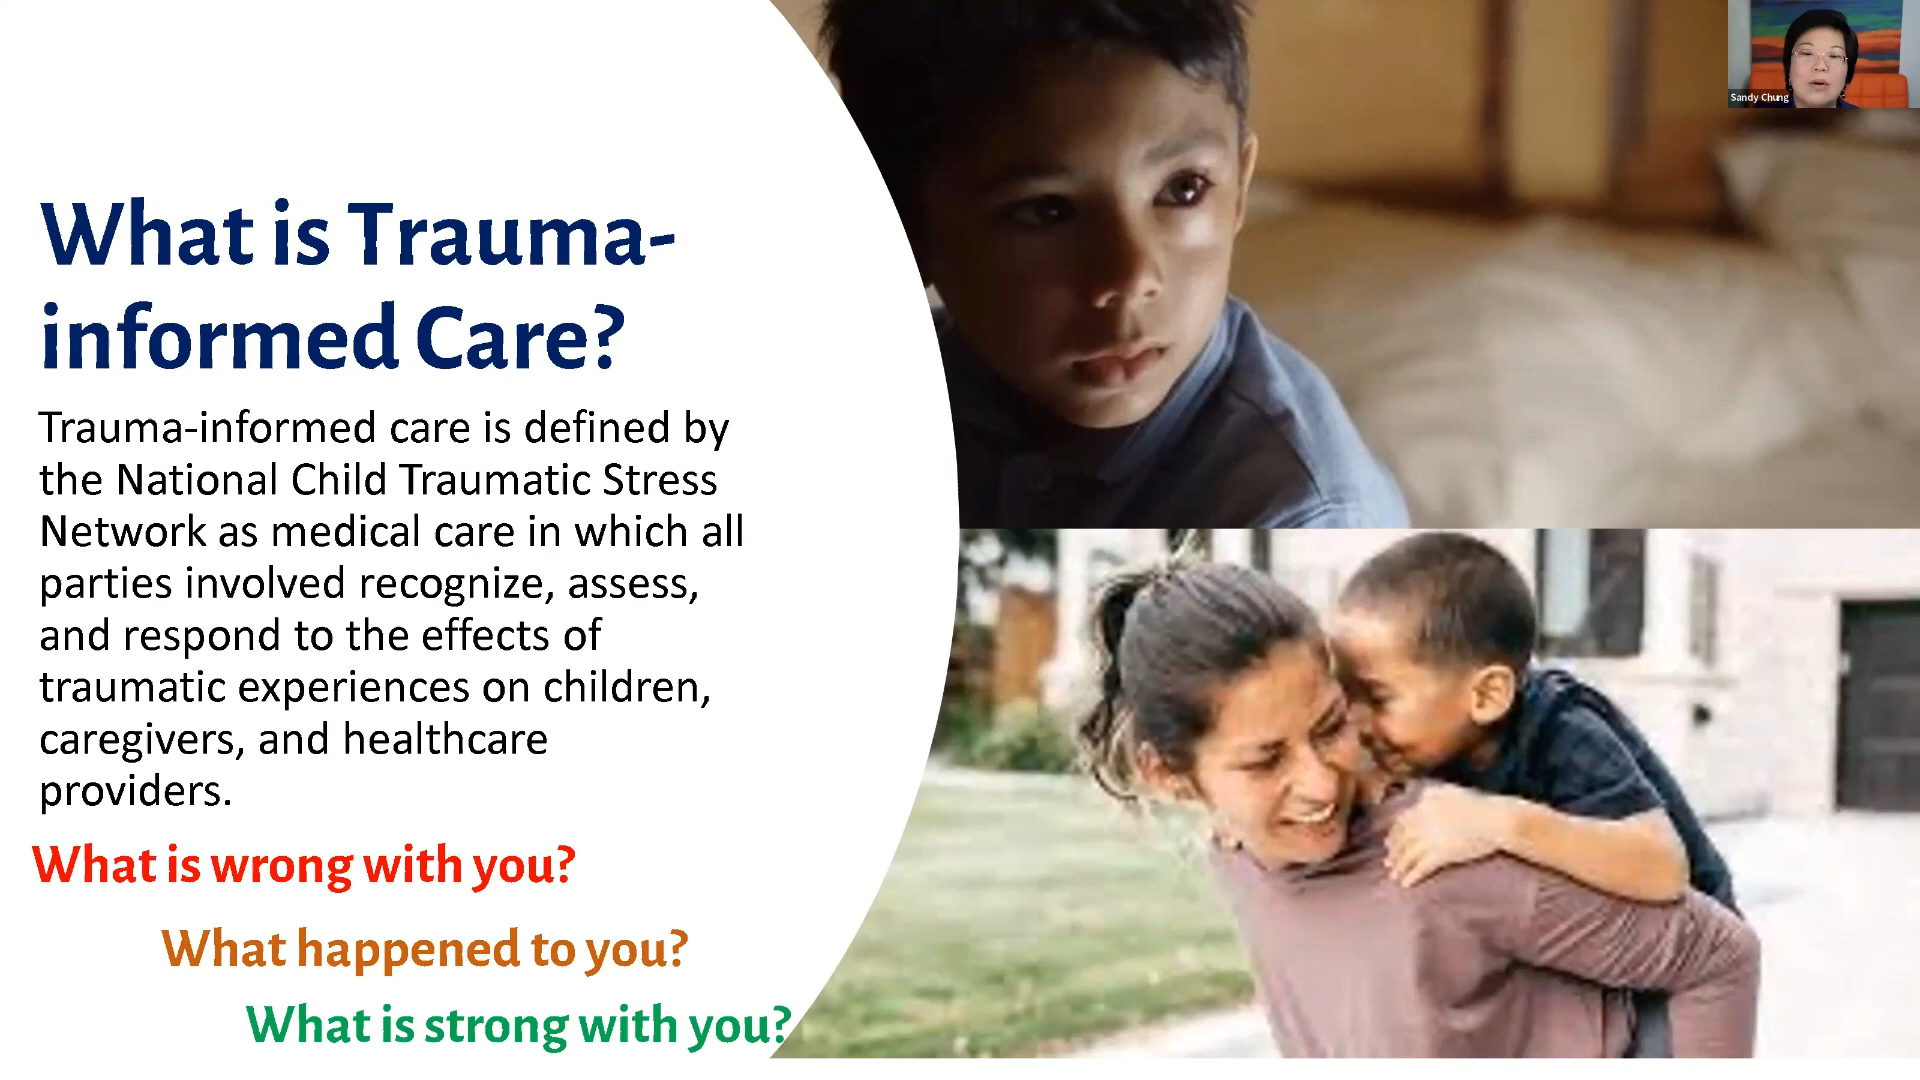 Sandy Chung
What is Trauma-
informed Care?
Trauma-informed care is defined by
the National Child Traumatic Stress
Network as medical care in which all
parties involved recognize, assess,
and respond to the effects of
traumatic experiences on children,
caregivers, and healthcare
providers.
What is wrong with you?
What happened to you?
What is strong with you?